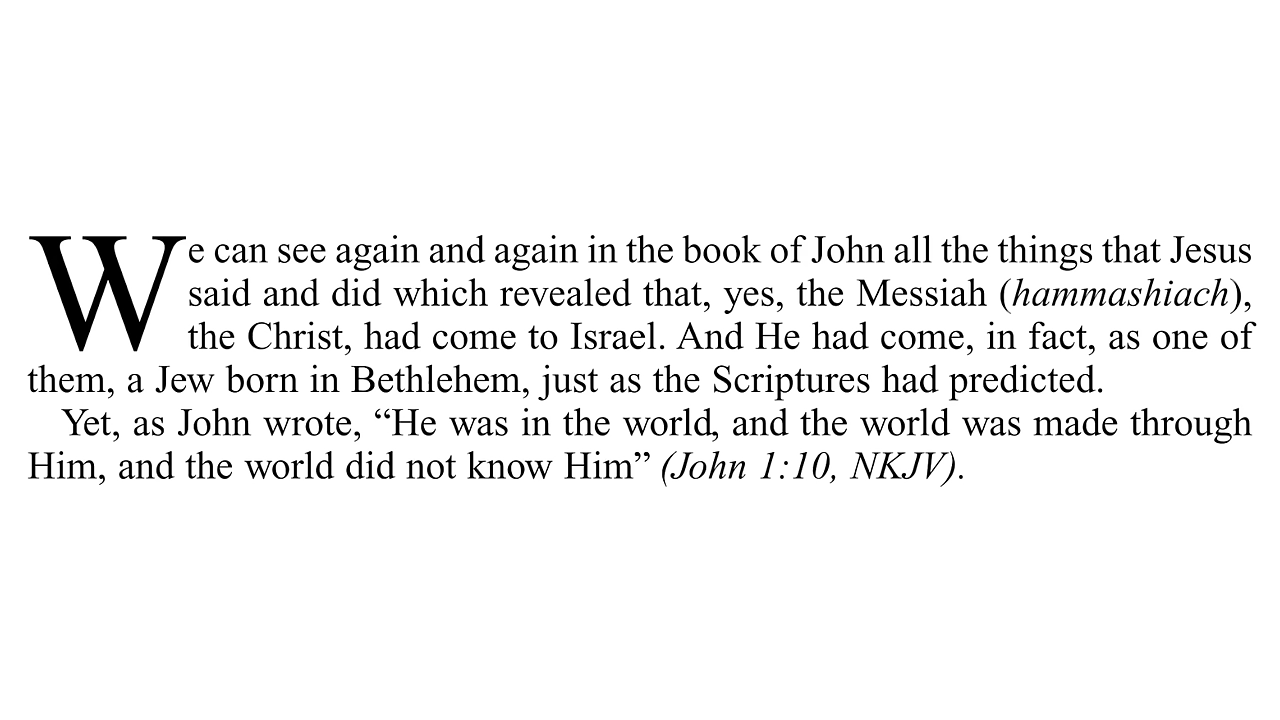 We can see again and again in the book of John all the things that Jesus
said and did which revealed that, yes, the Messiah (hammashiach),
the Christ, had come to Israel. And He had come, in fact, as one of
them, a Jew born in Bethlehem, just as the Scriptures had predicted.
Yet, as John wrote, “He was in the world, and the world was made through
Him, and the world did not know Him” (John 1:10, NKJV).